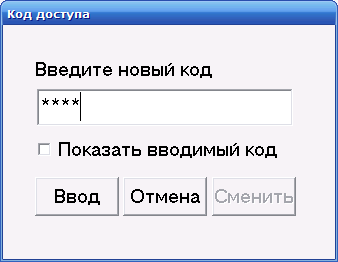 Код доступа
Введите новый код
****
Показать вводимый код
Ввод Отмена Сменить